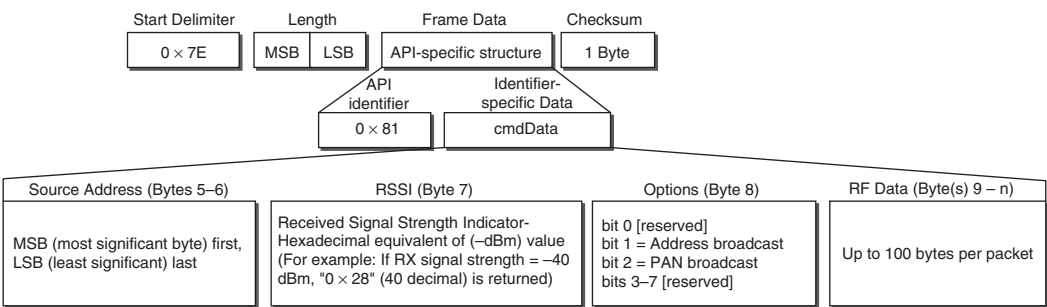 Start Delimiter Length Frame Data Checksum
0 × 7E MSB LSB API-specific structure 1 Byte
API
identifier
Identifier-
specific Data
0 × 81 cmdData
Source Address (Bytes 5–6)
MSB (most significant byte) first,
LSB (least significant) last
RSSI (Byte 7)
Received Signal Strength Indicator-
Hexadecimal equivalent of (–dBm) value
(For example: If RX signal strength = –40
dBm, "0 × 28" (40 decimal) is returned)
Options (Byte 8)
bit 0 [reserved]
bit 1 = Address broadcast
bit 2 = PAN broadcast
bits 3–7 [reserved]
RF Data (Byte(s) 9 – n)
Up to 100 bytes per packet